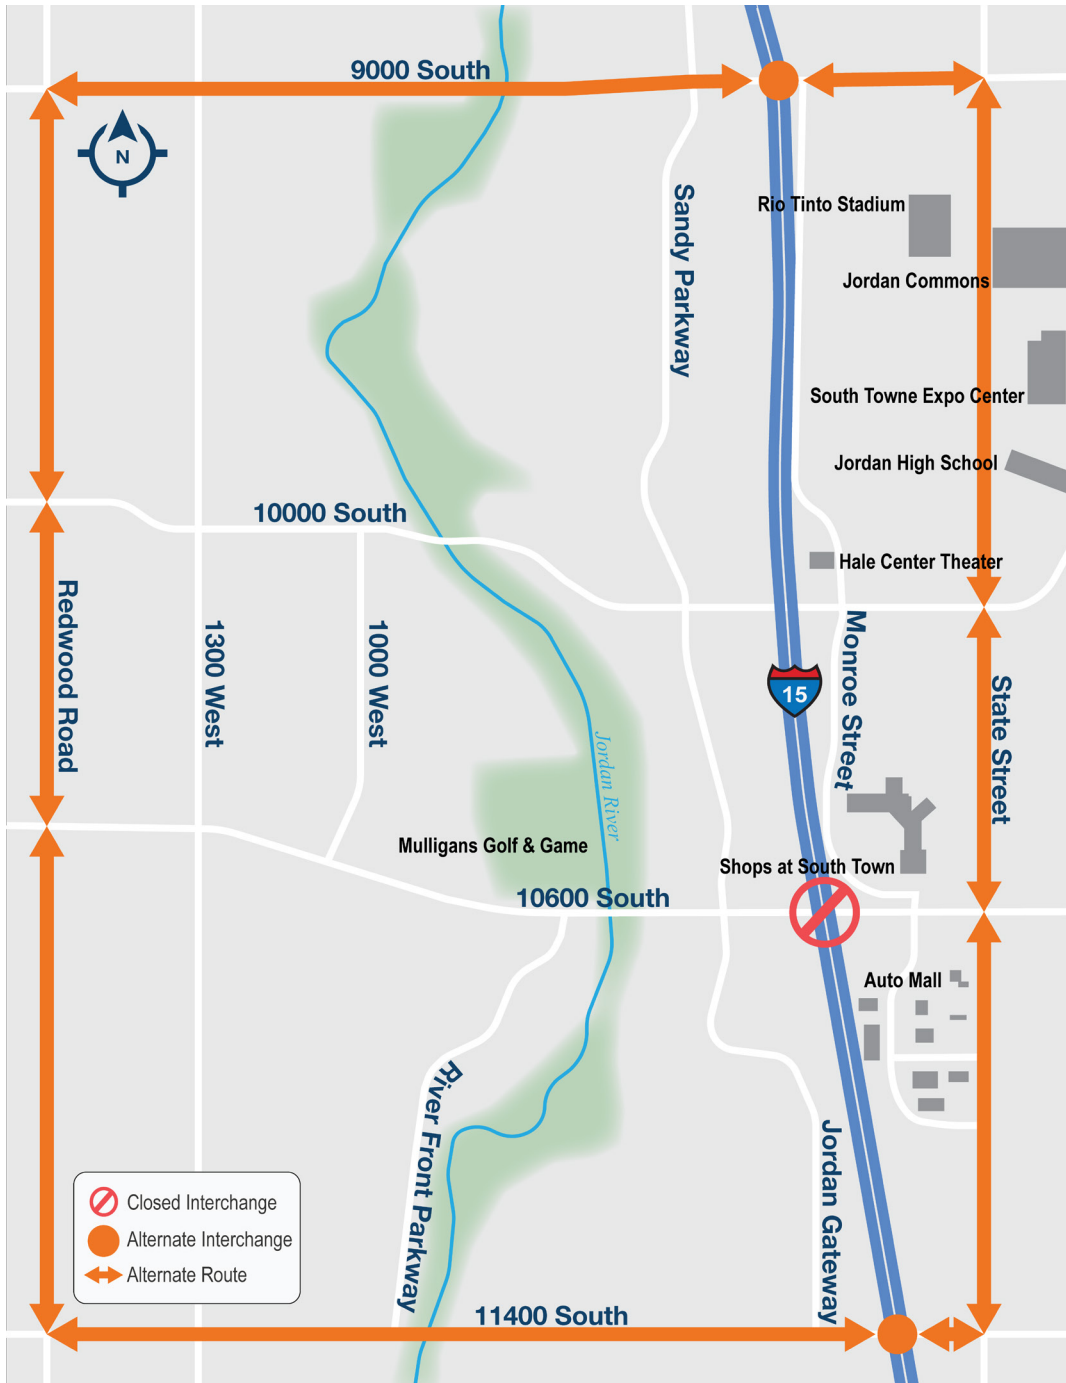 9000 South
N
Rio Tinto Stadium
Sandy Parkway
Jordan Commons
South Towne Expo Center
Jordan High School
10000 South
Hale Center Theater
Redwood Road
1300 West
1000 West
Monroe Street
15
State Street
Jordan River
Mulligans Golf & Game
Shops at South Town
10600 South
Auto Mall
River Front Parkway
Jordan Gateway
Closed Interchange
Alternate Interchange
Alternate Route
11400 South